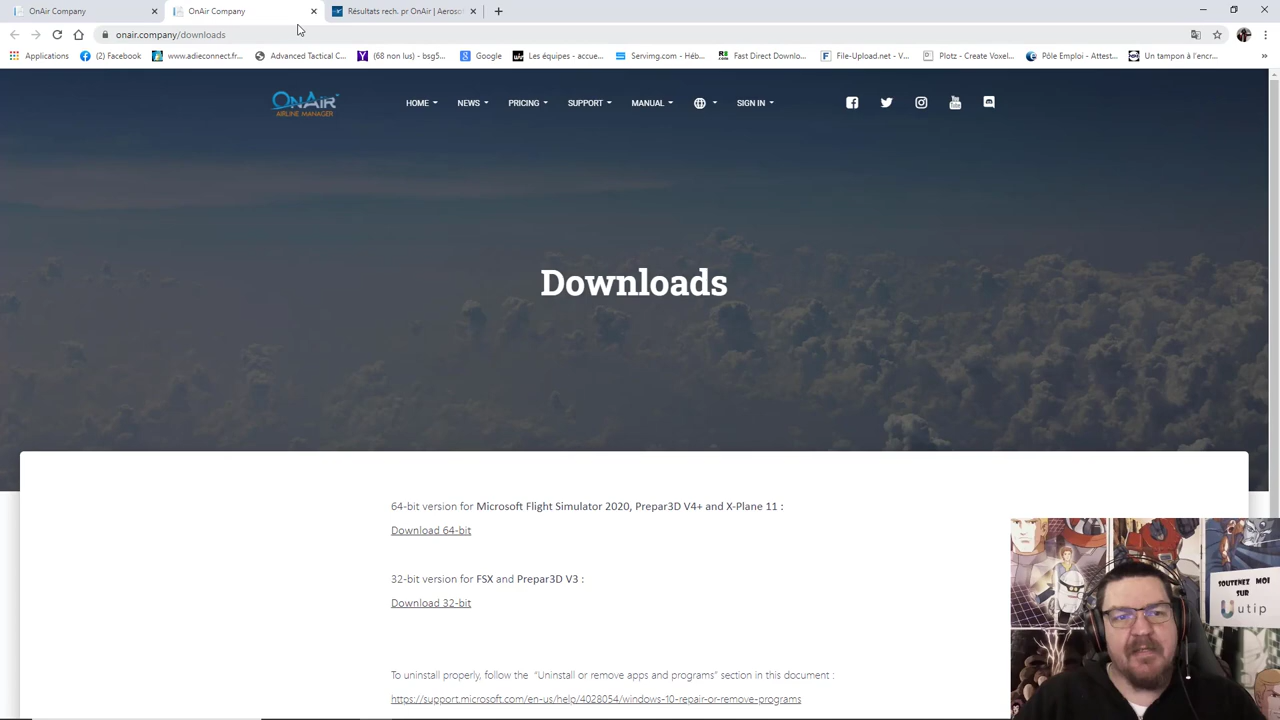 OnAir Company
OnAir Company
Résultats rech. pr OnAir | Aeroso
onair.company/downloads
Applications
(2) Facebook
www.adieconnect.fr...
Advanced Tactical C...
(68 non lus) - bsg5...
Google
Les équipes - accue...
Servimg.com - Héb...
Fast Direct Downlo...
File-Upload.net - V...
Plotz - Create Voxel...
Pôle Emploi - Attest...
Un tampon à l'encr...
ONAIR
AIRLINE MANAGER
HOME
NEWS
PRICING
SUPPORT
MANUAL
SIGN IN
Downloads
64-bit version for Microsoft Flight Simulator 2020, Prepar3D V4+ and X-Plane 11 :
Download 64-bit
32-bit version for FSX and Prepar3D V3 :
Download 32-bit
To uninstall properly, follow the "Uninstall or remove apps and programs" section in this document :
https://support.microsoft.com/en-us/help/4028054/windows-10-repair-or-remove-programs
SOUTENEZ MOI
SUR
Utip